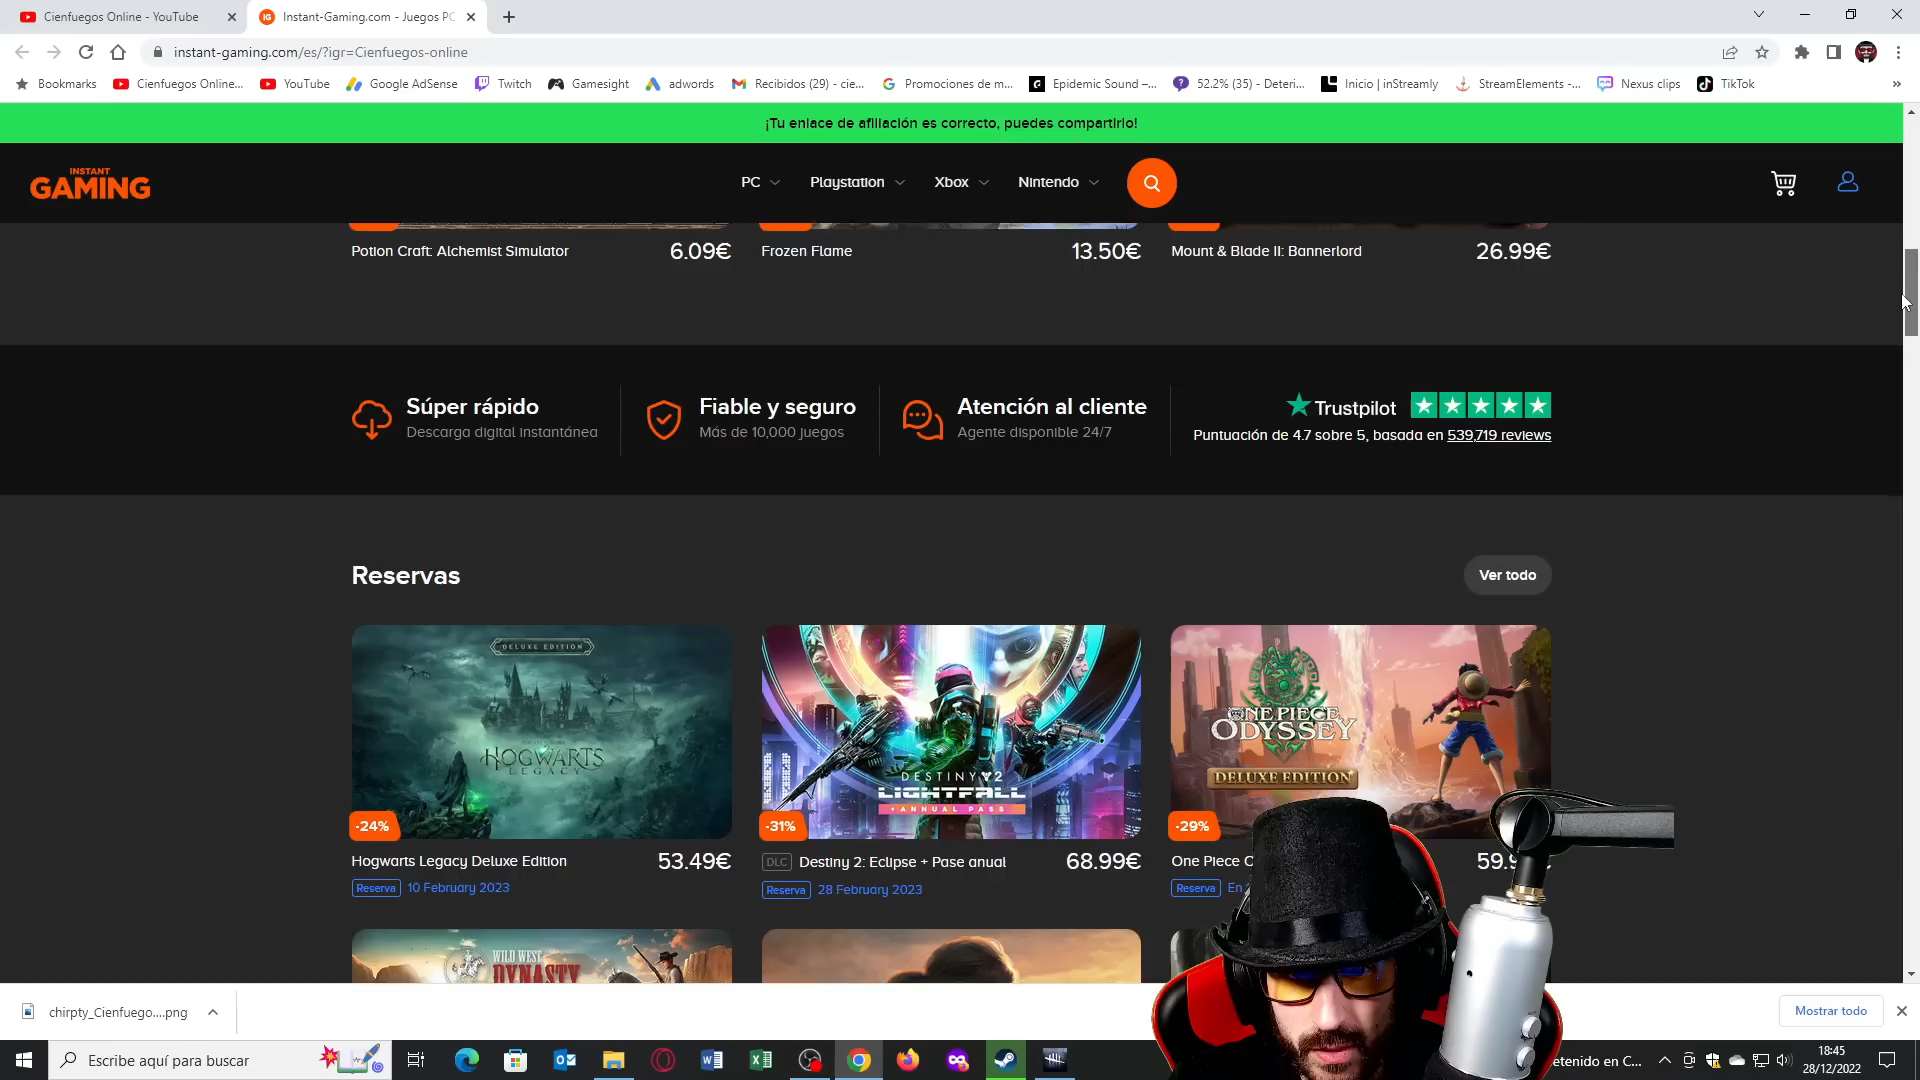 Cienfuegos Online - YouTube
Instant-Gaming.com - Juegos PC
instant-gaming.com/es/?igr=Cienfuegos-online
Bookmarks
Cienfuegos Online...
YouTube
Google AdSense
Twitch
Gamesight
adwords
Recibidos (29) - cie...
Promociones de m...
Epidemic Sound –...
52.2% (35) - Deteri...
Inicio | inStreamly
StreamElements -...
Nexus clips
TikTok
»
¡Tu enlace de afiliación es correcto, puedes compartirlo!
INSTANT
GAMING
PC
Playstation
Xbox
Nintendo
Potion Craft: Alchemist Simulator
6.09€
Frozen Flame
13.50€
Mount & Blade II: Bannerlord
26.99€
Súper rápido
Descarga digital instantánea
Fiable y seguro
Más de 10,000 juegos
Atención al cliente
Agente disponible 24/7
Trustpilot
Puntuación de 4.7 sobre 5, basada en 539,719 reviews
Reservas
Ver todo
DELUXE EDITION
HOGWARTS
LEGACY
-24%
Hogwarts Legacy Deluxe Edition
53.49€
Reserva
10 February 2023
DESTINY 2
LIGHTFALL
+ ANNUAL PASS
-31%
DLC
Destiny 2: Eclipse + Pase anual
68.99€
Reserva
28 February 2023
ONE PIECE
ODYSSEY
DELUXE EDITION
-29%
One Piece
59.
Reserva
En
WILD WEST
DYNASTY
chirpty_Cienfuego....png
Mostrar todo
Escribe aquí para buscar
etenido en C...
18:45
28/12/2022